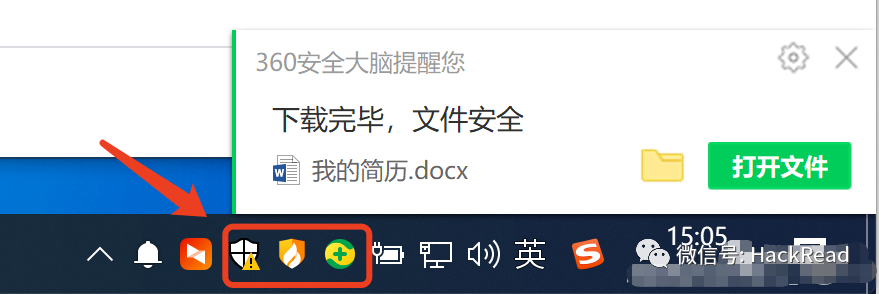 360安全大脑提醒您
下载完毕，文件安全
我的简历.docx
打开文件
英
15:05
微信号: HackRead